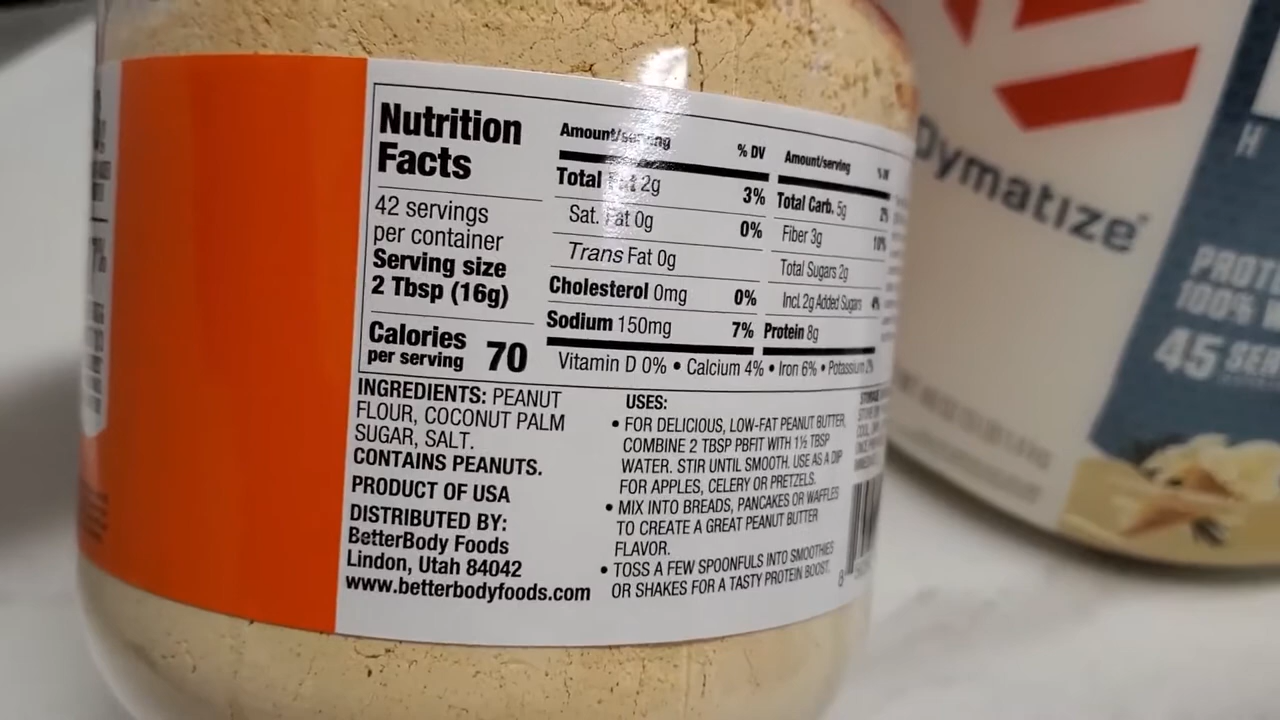 Nutrition
Facts
42 servings
per container
Serving size
2 Tbsp (16g)
Calories
per serving 70
Amount/serving % DV
Total Fat 2g 3%
Sat. Fat 0g 0%
Trans Fat 0g
Cholesterol 0mg 0%
Sodium 150mg 7%
Amount/serving
Total Carb. 5g 2%
Fiber 3g 10%
Total Sugars 2g
Incl. 2g Added Sugars 4%
Protein 8g
Vitamin D 0% • Calcium 4% • Iron 6% • Potassium 2%
INGREDIENTS: PEANUT
FLOUR, COCONUT PALM
SUGAR, SALT.
CONTAINS PEANUTS.
PRODUCT OF USA
DISTRIBUTED BY:
BetterBody Foods
Lindon, Utah 84042
www.betterbodyfoods.com
USES:
• FOR DELICIOUS, LOW-FAT PEANUT BUTTER,
COMBINE 2 TBSP PBFIT WITH 1½ TBSP
WATER. STIR UNTIL SMOOTH. USE AS A DIP
FOR APPLES, CELERY OR PRETZELS.
• MIX INTO BREADS, PANCAKES OR WAFFLES
TO CREATE A GREAT PEANUT BUTTER
FLAVOR.
• TOSS A FEW SPOONFULS INTO SMOOTHIES
OR SHAKES FOR A TASTY PROTEIN BOOST.
8
Dymatize
H
PROTE
100% W
45 SER